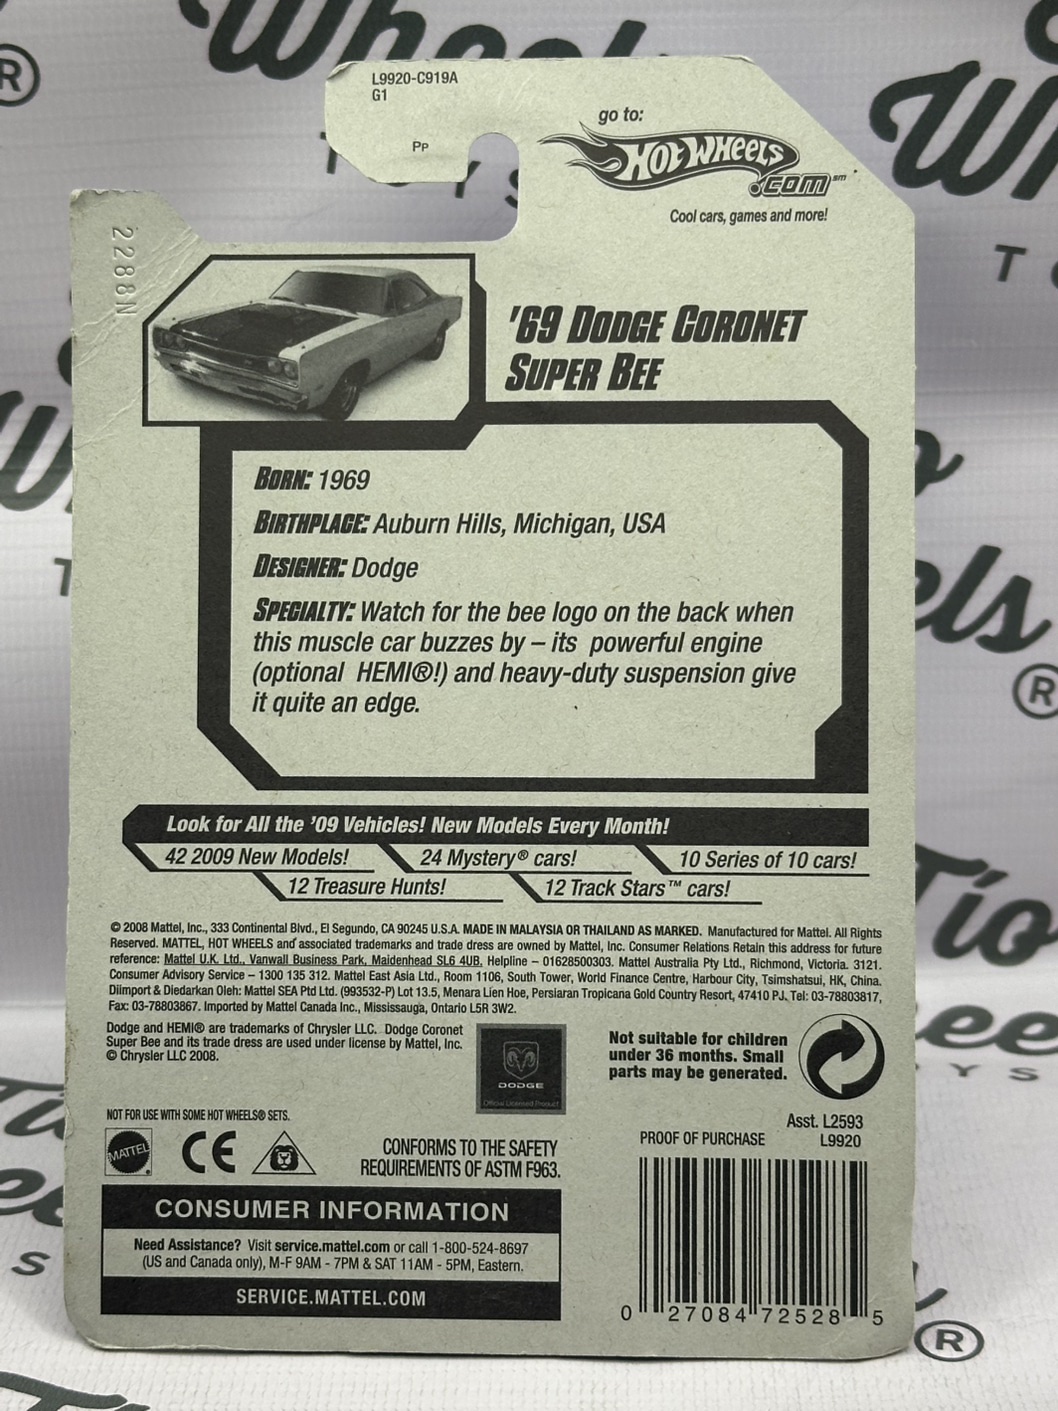 L9920-C919A
G1
Pp
go to:
HOT WHEELS
.COM℠
Cool cars, games and more!
2288N
'69 DODGE CORONET
SUPER BEE
BORN: 1969
BIRTHPLACE: Auburn Hills, Michigan, USA
DESIGNER: Dodge
SPECIALTY: Watch for the bee logo on the back when
this muscle car buzzes by – its powerful engine
(optional HEMI®!) and heavy-duty suspension give
it quite an edge.
Look for All the '09 Vehicles! New Models Every Month!
42 2009 New Models!
24 Mystery® cars!
10 Series of 10 cars!
12 Treasure Hunts!
12 Track Stars™ cars!
© 2008 Mattel, Inc., 333 Continental Blvd., El Segundo, CA 90245 U.S.A. MADE IN MALAYSIA OR THAILAND AS MARKED. Manufactured for Mattel. All Rights
Reserved. MATTEL, HOT WHEELS and associated trademarks and trade dress are owned by Mattel, Inc. Consumer Relations Retain this address for future
reference: Mattel U.K. Ltd., Vanwall Business Park, Maidenhead SL6 4UB. Helpline – 01628500303. Mattel Australia Pty Ltd., Richmond, Victoria. 3121.
Consumer Advisory Service – 1300 135 312. Mattel East Asia Ltd., Room 1106, South Tower, World Finance Centre, Harbour City, Tsimshatsui, HK, China.
Diimport & Diedarkan Oleh: Mattel SEA Ptd Ltd. (993532-P) Lot 13.5, Menara Lien Hoe, Persiaran Tropicana Gold Country Resort, 47410 PJ. Tel: 03-78803817,
Fax: 03-78803867. Imported by Mattel Canada Inc., Mississauga, Ontario L5R 3W2.
Dodge and HEMI® are trademarks of Chrysler LLC. Dodge Coronet
Super Bee and its trade dress are used under license by Mattel, Inc.
© Chrysler LLC 2008.
DODGE
Official Licensed Product
Not suitable for children
under 36 months. Small
parts may be generated.
NOT FOR USE WITH SOME HOT WHEELS® SETS.
MATTEL
CE
CONFORMS TO THE SAFETY
REQUIREMENTS OF ASTM F963.
Asst. L2593
PROOF OF PURCHASE L9920
CONSUMER INFORMATION
Need Assistance? Visit service.mattel.com or call 1-800-524-8697
(US and Canada only), M-F 9AM - 7PM & SAT 11AM - 5PM, Eastern.
SERVICE.MATTEL.COM
0 27084 72528 5